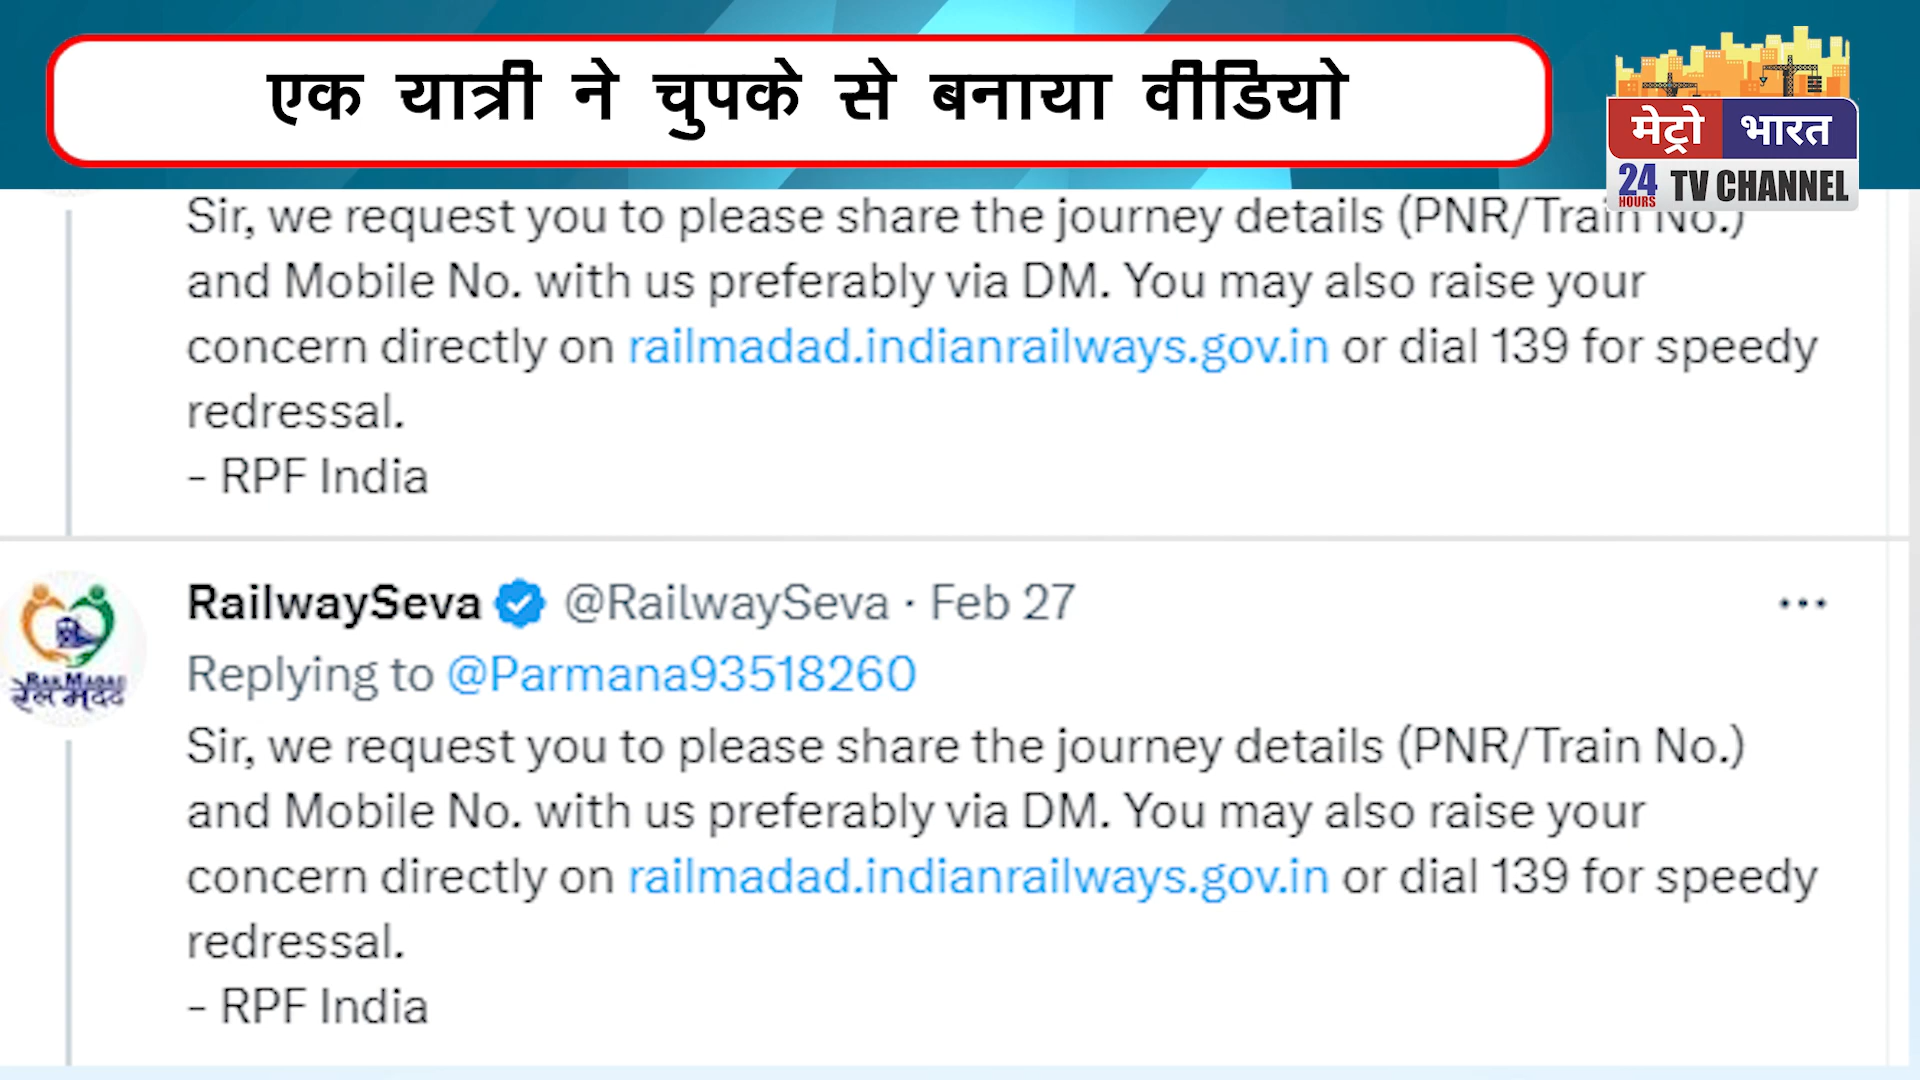 एक यात्री ने चुपके से बनाया वीडियो
मेट्रो भारत
24 HOURS TV CHANNEL
Sir, we request you to please share the journey details (PNR/Train No.)
and Mobile No. with us preferably via DM. You may also raise your
concern directly on railmadad.indianrailways.gov.in or dial 139 for speedy
redressal.
- RPF India
RailwaySeva @RailwaySeva · Feb 27
Replying to @Parmana93518260
RAIL MADAD
रेल मदद
Sir, we request you to please share the journey details (PNR/Train No.)
and Mobile No. with us preferably via DM. You may also raise your
concern directly on railmadad.indianrailways.gov.in or dial 139 for speedy
redressal.
- RPF India